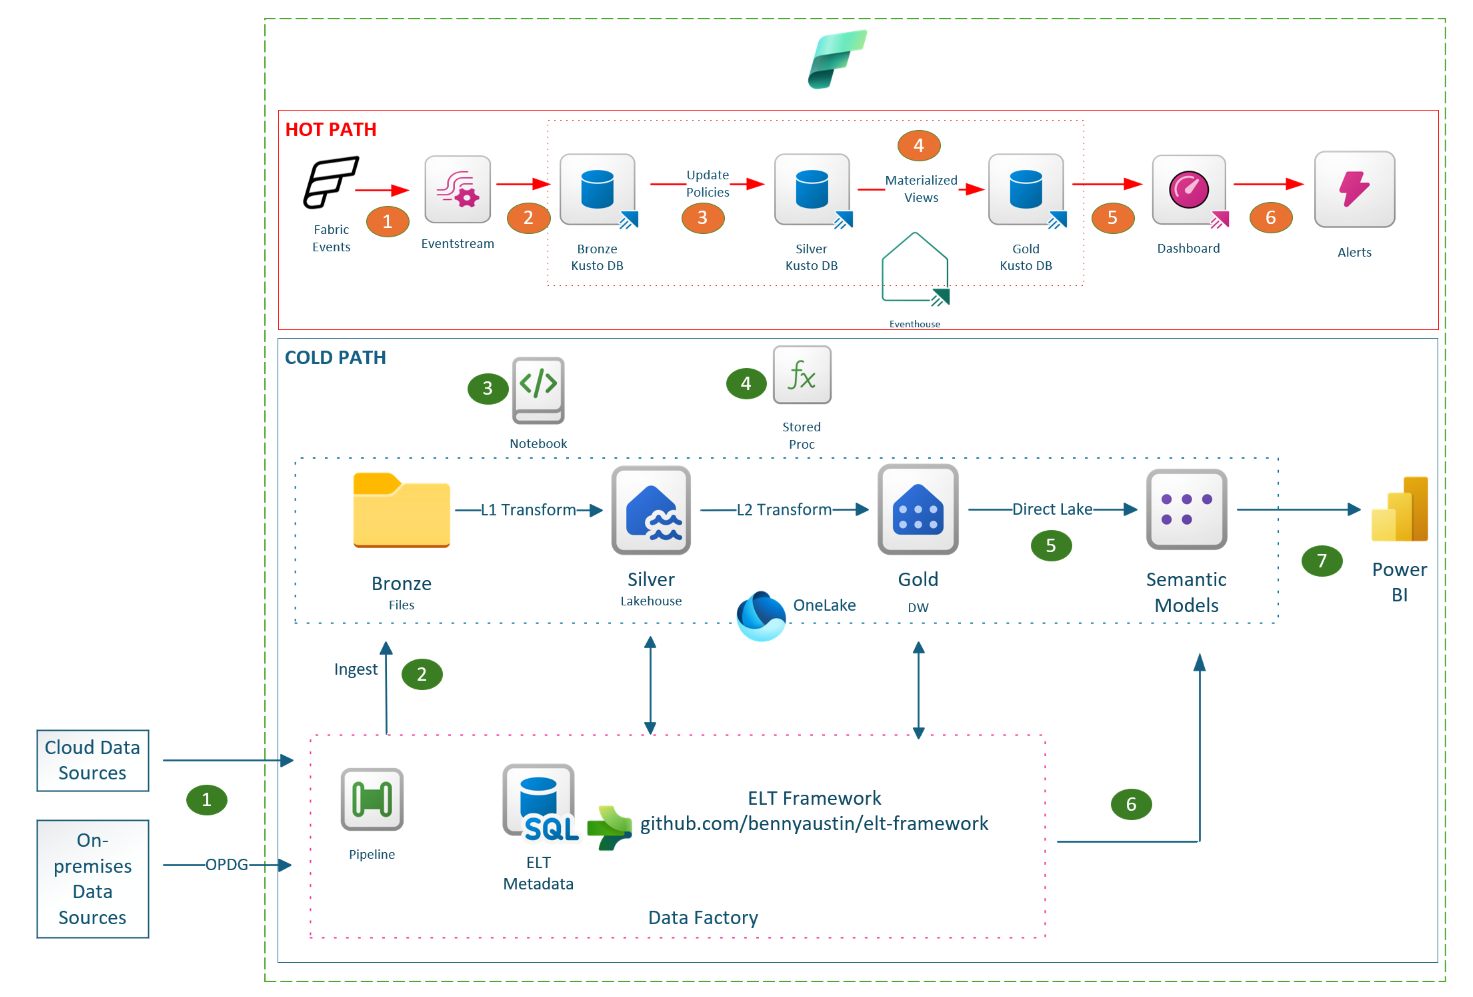 HOT PATH
Fabric
Events
1
Eventstream
2
Bronze
Kusto DB
Update
Policies
3
Silver
Kusto DB
4
Materialized
Views
Eventhouse
Gold
Kusto DB
5
Dashboard
6
Alerts
COLD PATH
3
</>
Notebook
4
fx
Stored
Proc
Bronze
Files
L1 Transform
Silver
Lakehouse
L2 Transform
OneLake
Gold
DW
Direct Lake
5
Semantic
Models
7
Power
BI
Ingest
2
Cloud Data
Sources
1
On-
premises
Data
Sources
OPDG
Pipeline
SQL
ELT
Metadata
ELT Framework
github.com/bennyaustin/elt-framework
Data Factory
6